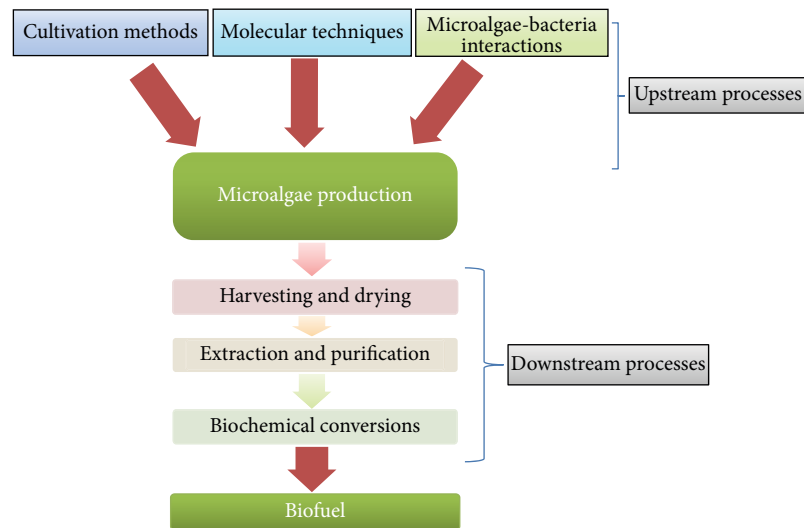 Cultivation methods
Molecular techniques
Microalgae-bacteria
interactions
Upstream processes
Microalgae production
Harvesting and drying
Extraction and purification
Downstream processes
Biochemical conversions
Biofuel